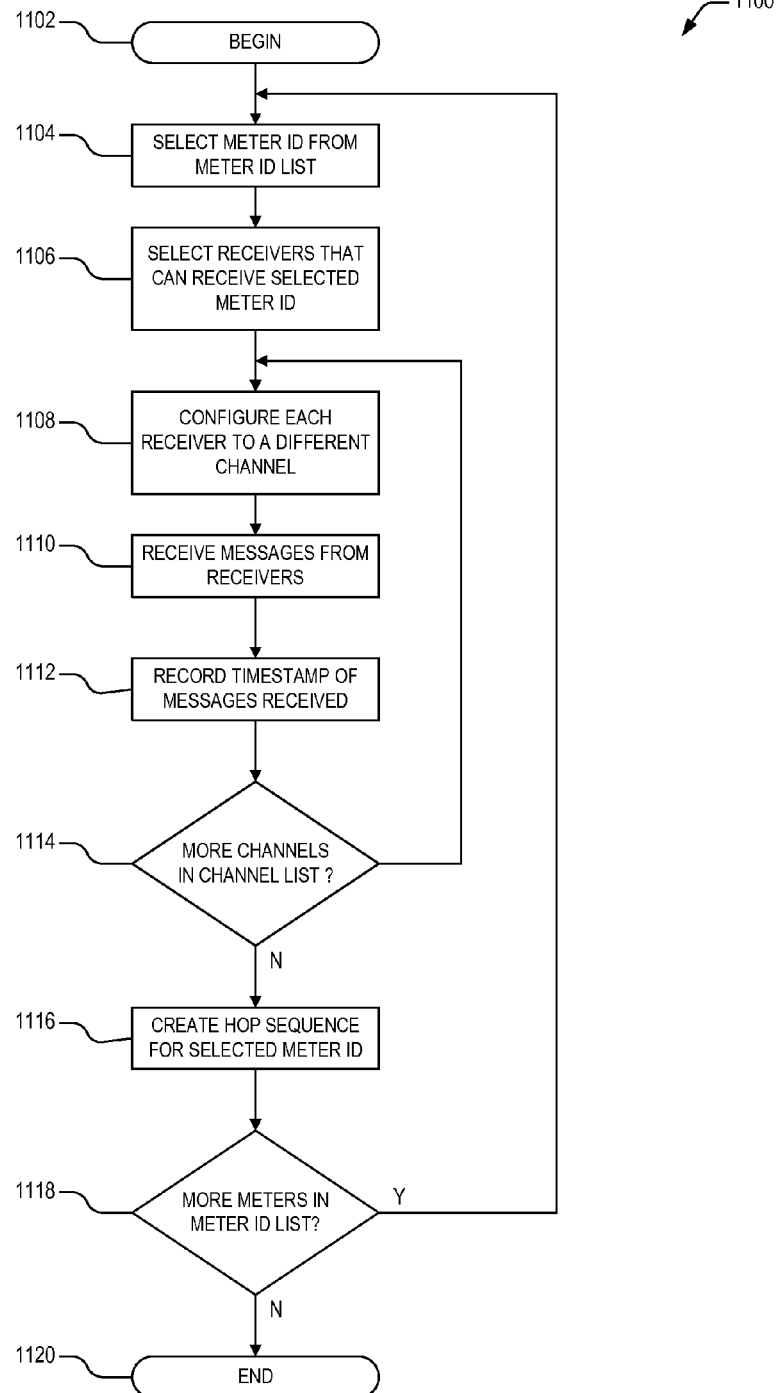 1100
1102
BEGIN
1104
SELECT METER ID FROM
METER ID LIST
1106
SELECT RECEIVERS THAT
CAN RECEIVE SELECTED
METER ID
1108
CONFIGURE EACH
RECEIVER TO A DIFFERENT
CHANNEL
1110
RECEIVE MESSAGES FROM
RECEIVERS
1112
RECORD TIMESTAMP OF
MESSAGES RECEIVED
1114
MORE CHANNELS
IN CHANNEL LIST ?
N
1116
CREATE HOP SEQUENCE
FOR SELECTED METER ID
1118
MORE METERS IN
METER ID LIST?
Y
N
1120
END